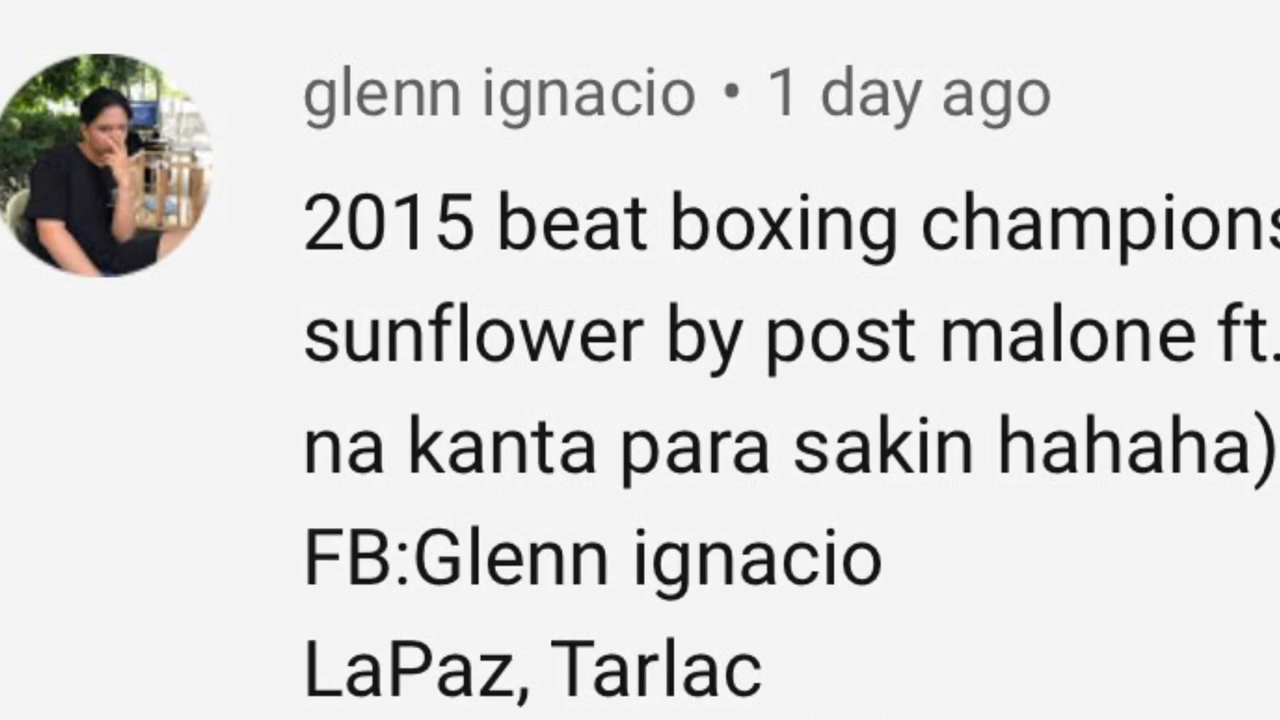 glenn ignacio • 1 day ago
2015 beat boxing champions
sunflower by post malone ft.
na kanta para sakin hahaha)
FB:Glenn ignacio
LaPaz, Tarlac